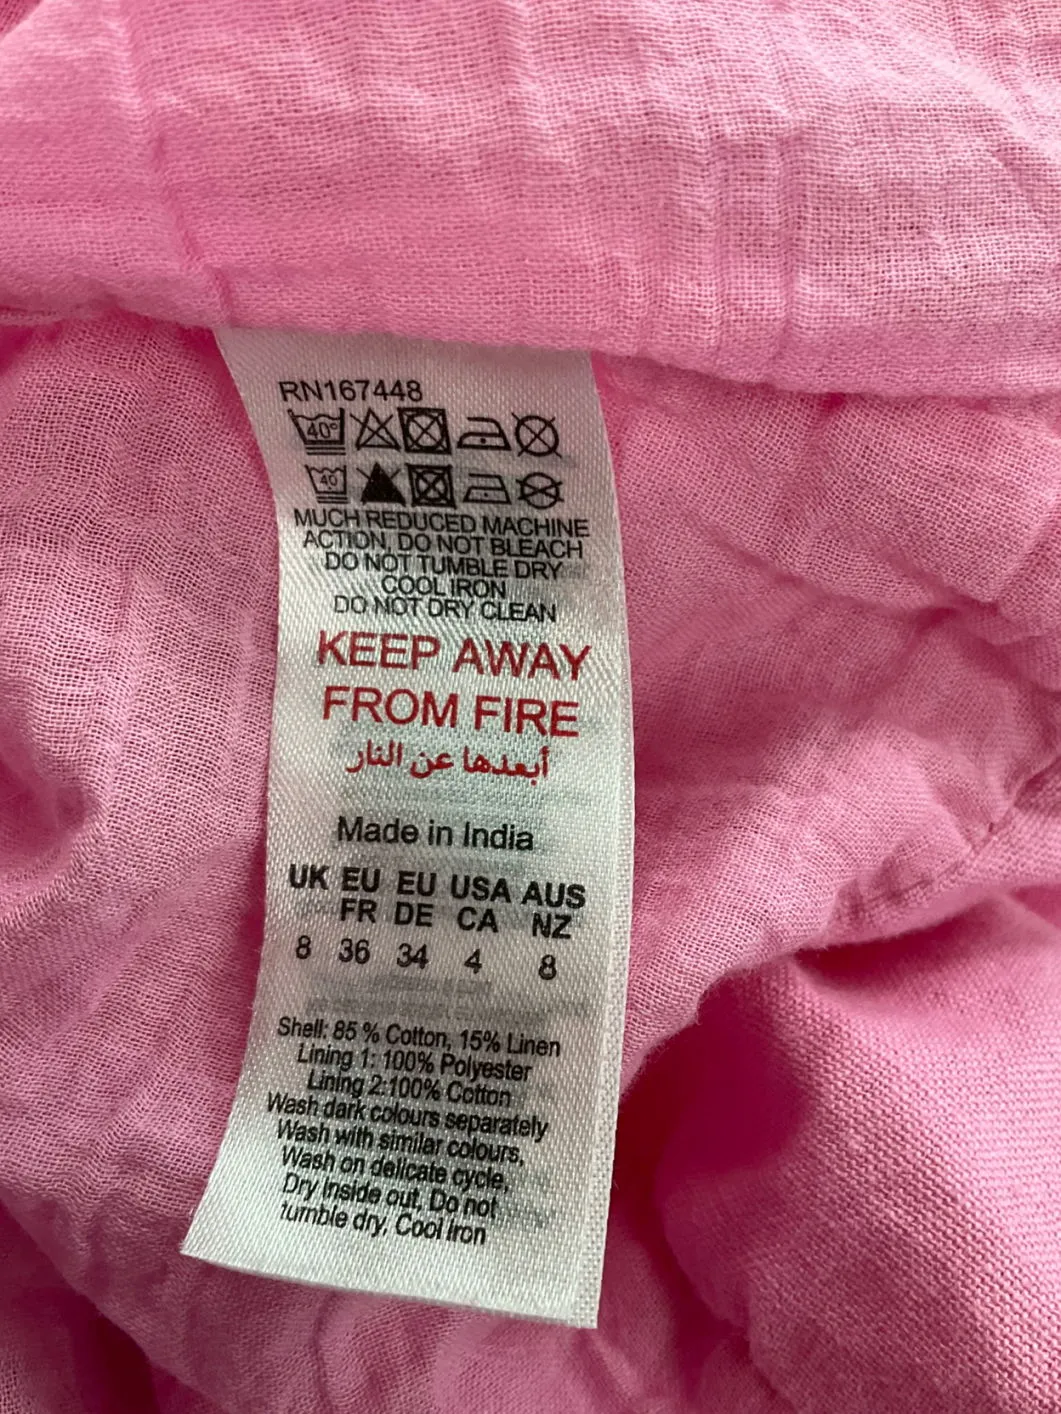 RN167448
40°
40
MUCH REDUCED MACHINE
ACTION, DO NOT BLEACH
DO NOT TUMBLE DRY
COOL IRON
DO NOT DRY CLEAN
KEEP AWAY
FROM FIRE
أبعدها عن النار
Made in India
UK EU EU USA AUS
FR DE CA NZ
8 36 34 4 8
Shell: 85 % Cotton, 15% Linen
Lining 1: 100% Polyester
Lining 2:100% Cotton
Wash dark colours separately
Wash with similar colours,
Wash on delicate cycle,
Dry Inside out, Do not
tumble dry, Cool Iron